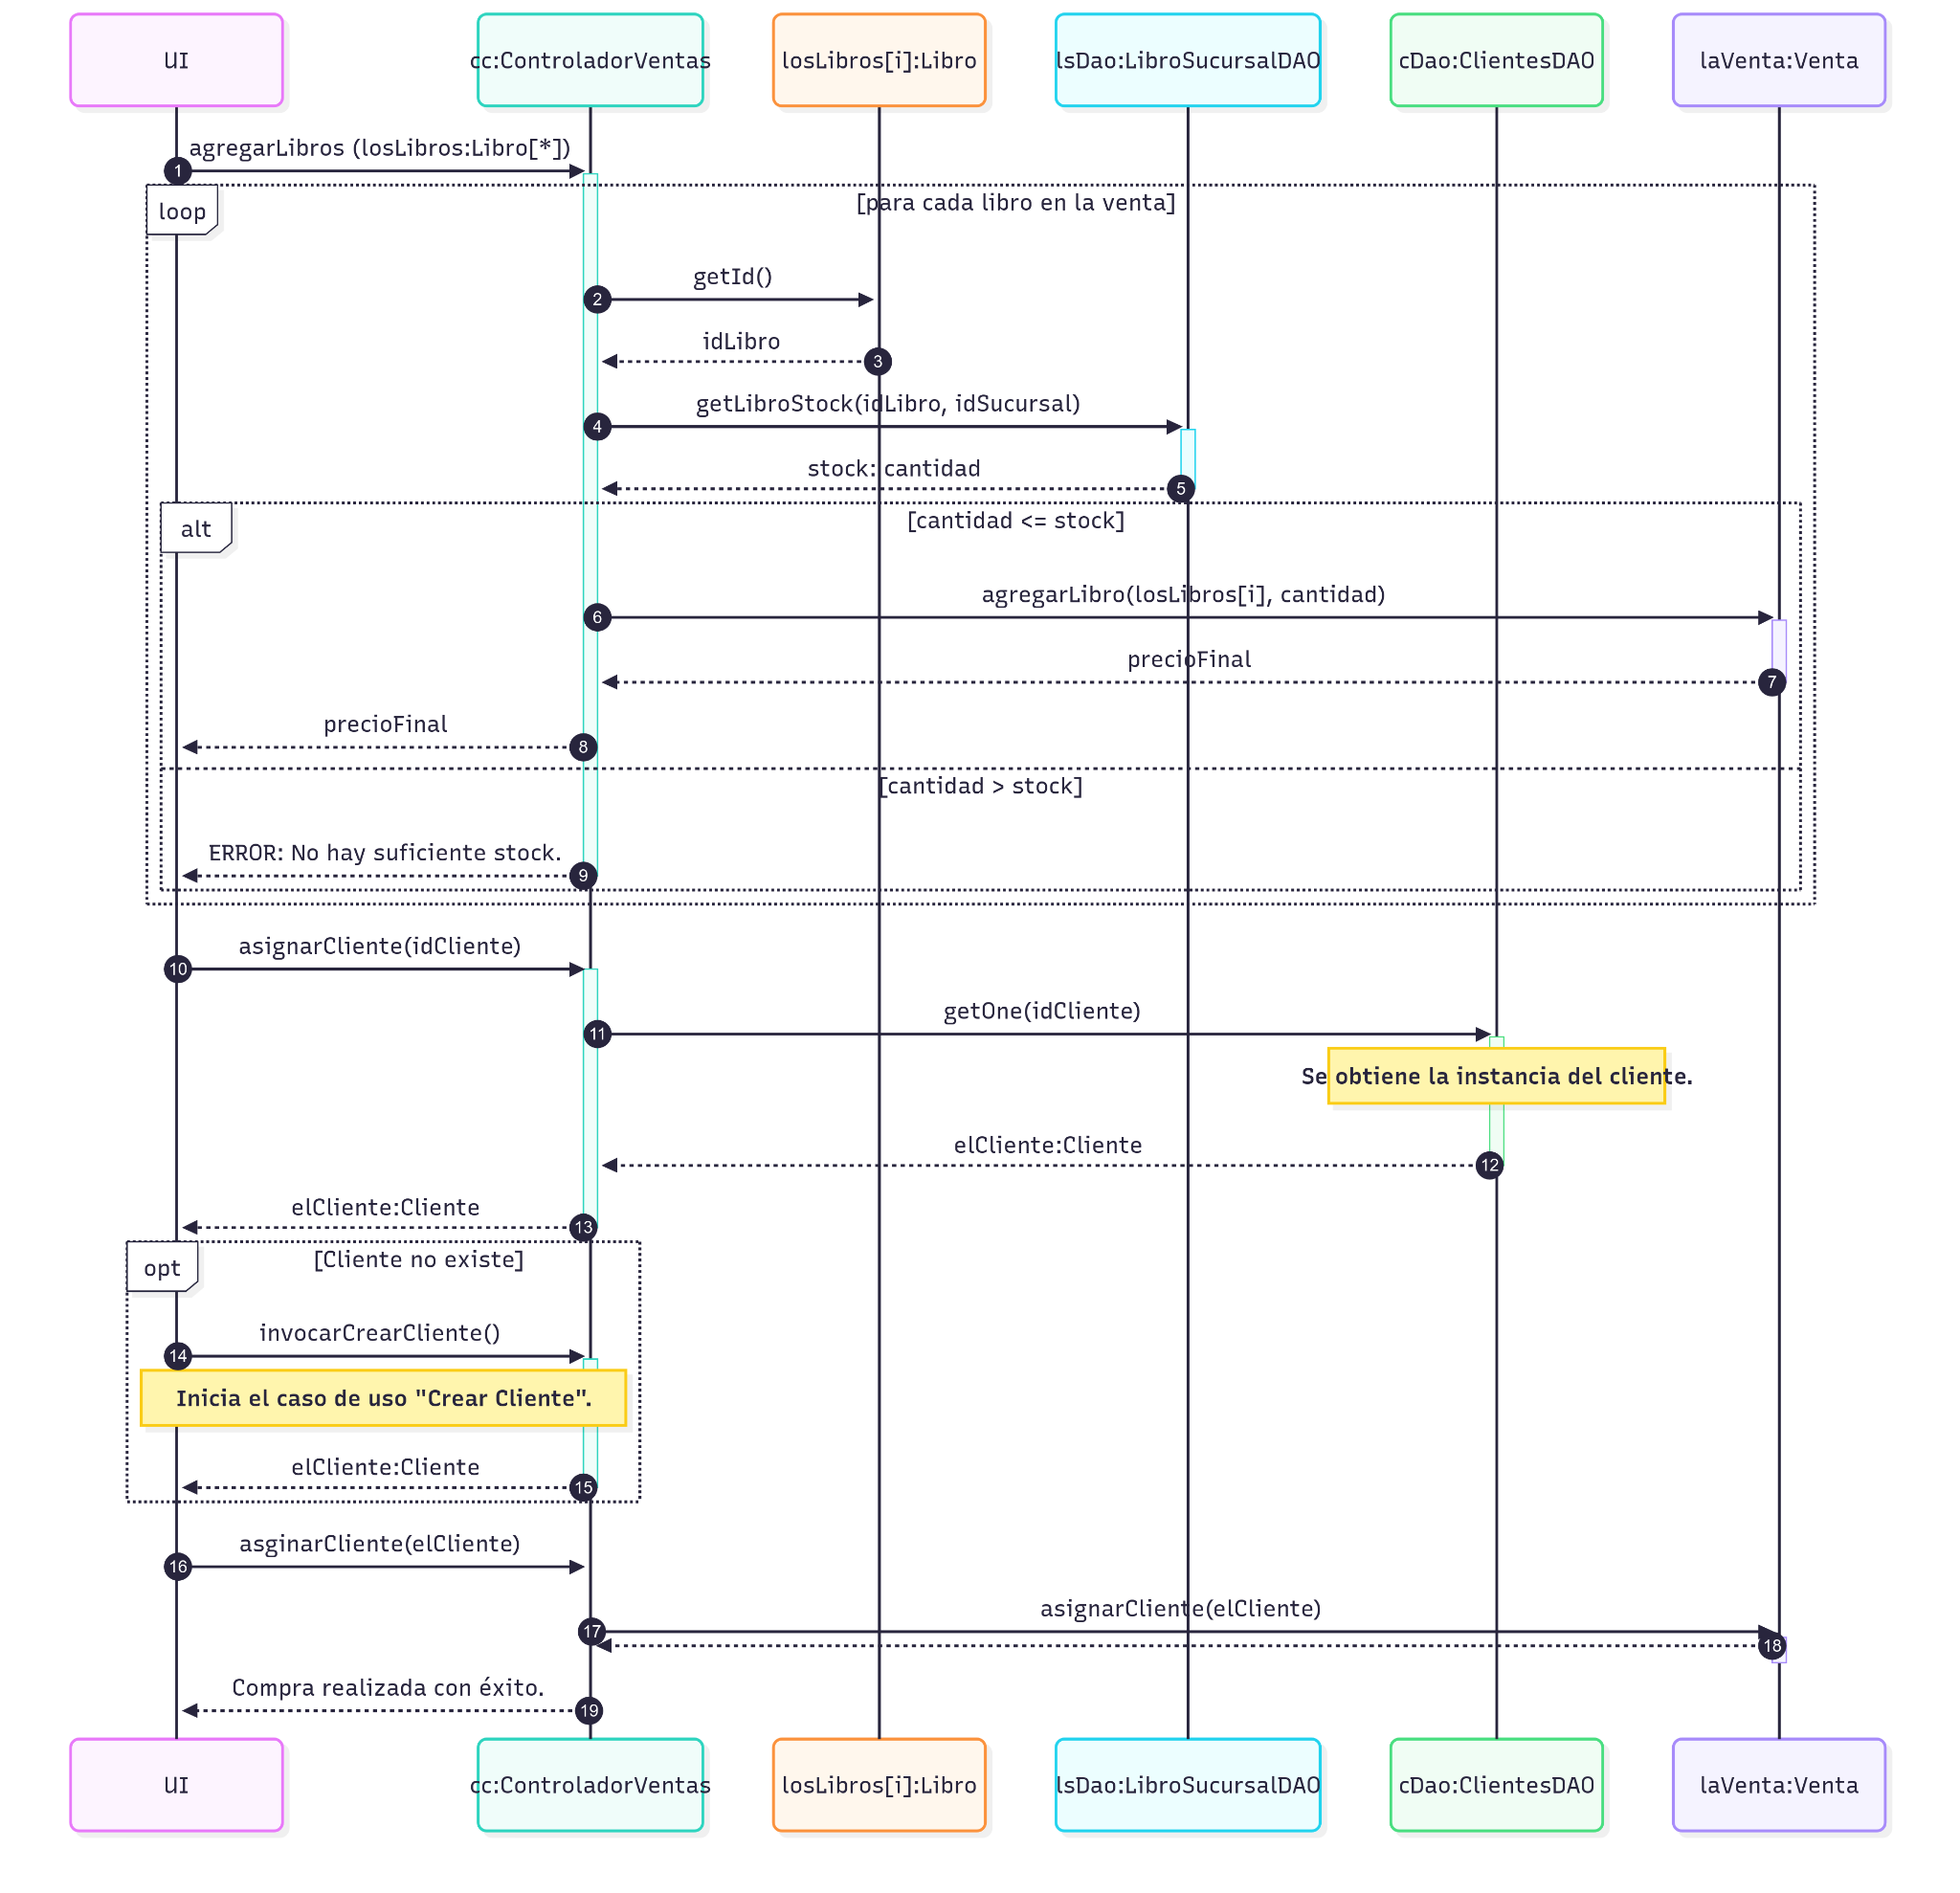 UI
cc:ControladorVentas
losLibros[i]:Libro
lsDao:LibroSucursalDAO
cDao:ClientesDAO
laVenta:Venta
agregarLibros (losLibros:Libro[*])
1
loop
[para cada libro en la venta]
getId()
2
idLibro
3
getLibroStock(idLibro, idSucursal)
4
stock: cantidad
5
alt
[cantidad <= stock]
agregarLibro(losLibros[i], cantidad)
6
precioFinal
7
precioFinal
8
[cantidad > stock]
ERROR: No hay suficiente stock.
9
asignarCliente(idCliente)
10
getOne(idCliente)
11
Se obtiene la instancia del cliente.
elCliente:Cliente
12
elCliente:Cliente
13
opt
[Cliente no existe]
invocarCrearCliente()
14
Inicia el caso de uso "Crear Cliente".
elCliente:Cliente
15
asginarCliente(elCliente)
16
asignarCliente(elCliente)
17
18
Compra realizada con éxito.
19
UI
cc:ControladorVentas
losLibros[i]:Libro
lsDao:LibroSucursalDAO
cDao:ClientesDAO
laVenta:Venta